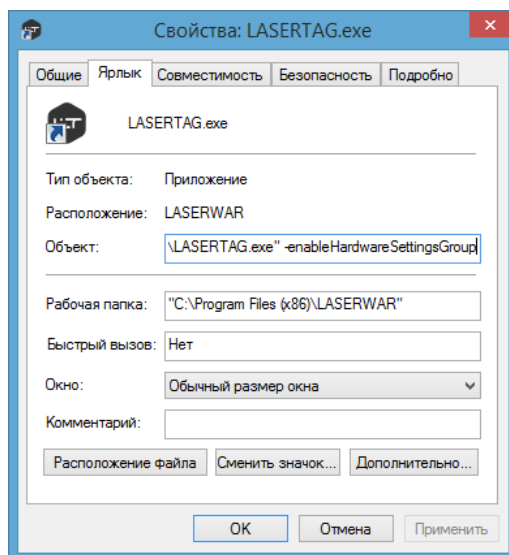 Свойства: LASERTAG.exe
Общие Ярлык Совместимость Безопасность Подробно
LASERTAG.exe
Тип объекта: Приложение
Расположение: LASERWAR
Объект: \LASERTAG.exe" -enableHardwareSettingsGroup
Рабочая папка: "C:\Program Files (x86)\LASERWAR"
Быстрый вызов: Нет
Окно: Обычный размер окна
Комментарий:
Расположение файла Сменить значок... Дополнительно...
OK Отмена Применить